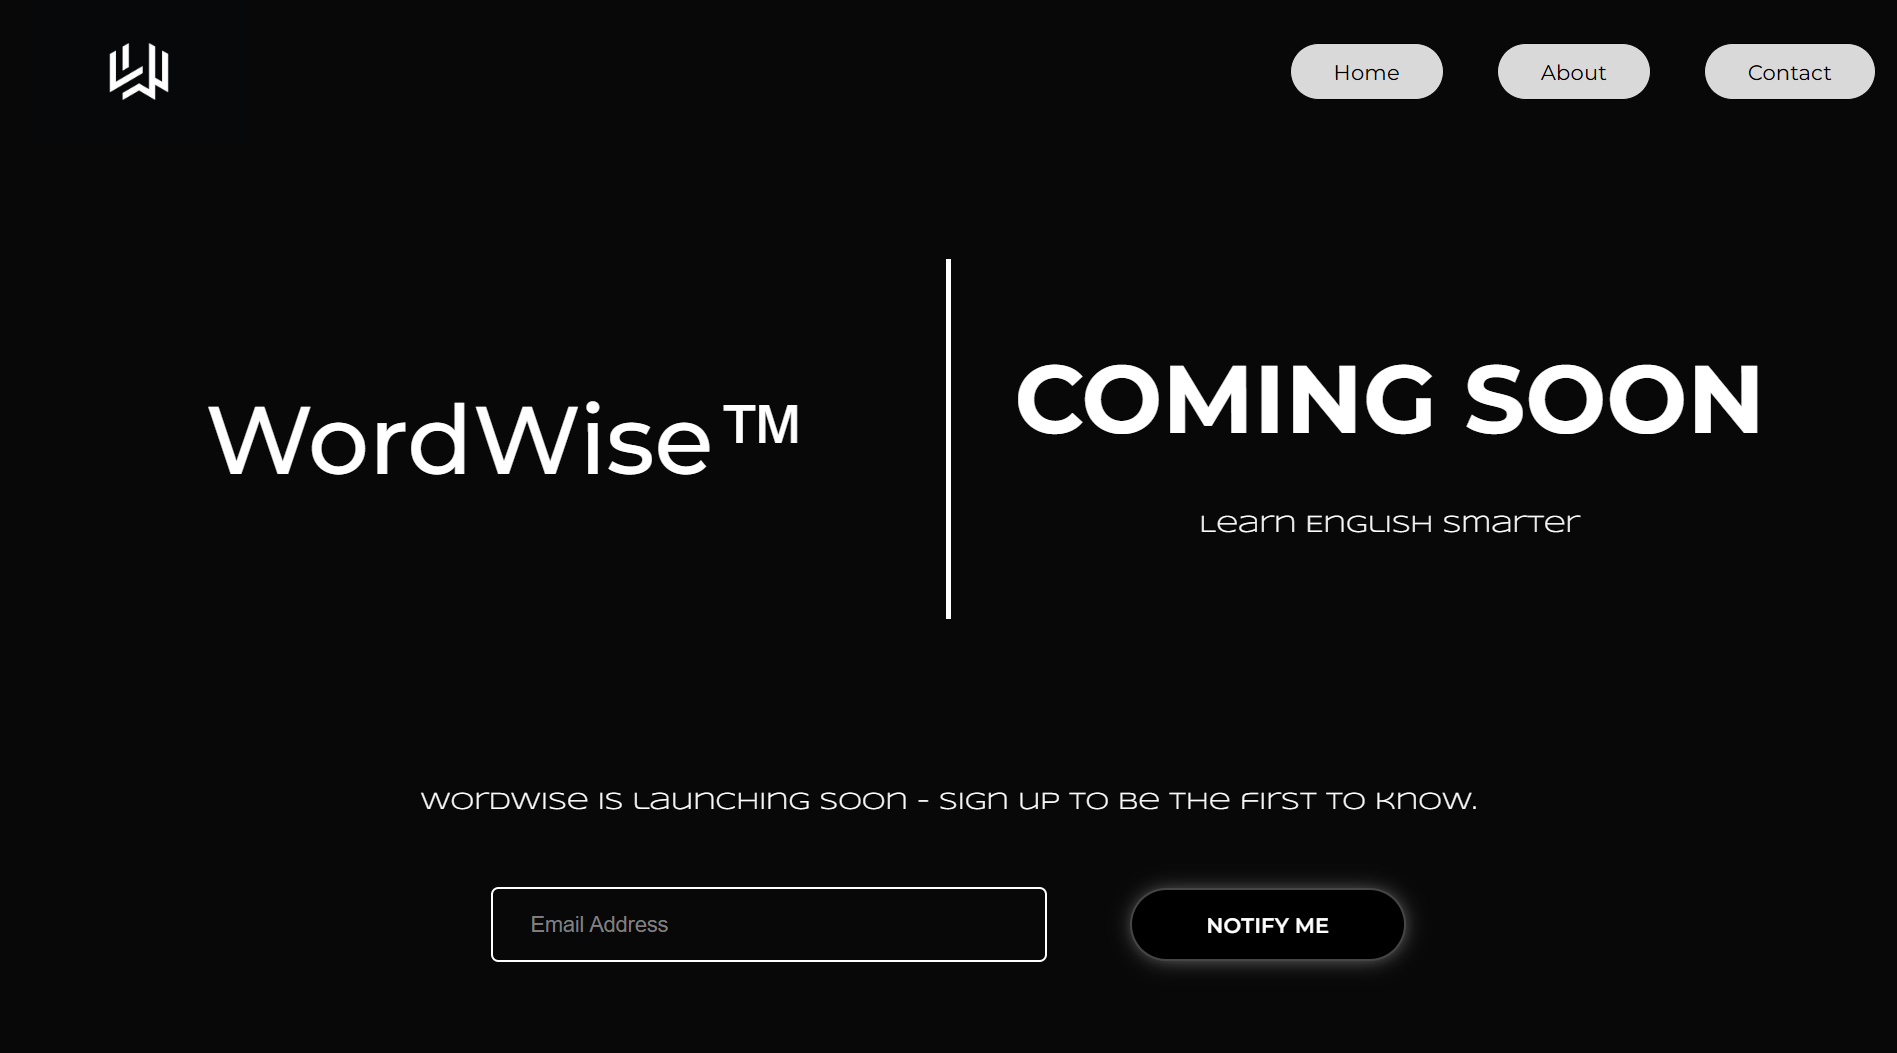 Home About Contact
WordWise™
COMING SOON
Learn English Smarter
WordWise is launching soon - sign up to be the first to know.
Email Address
NOTIFY ME